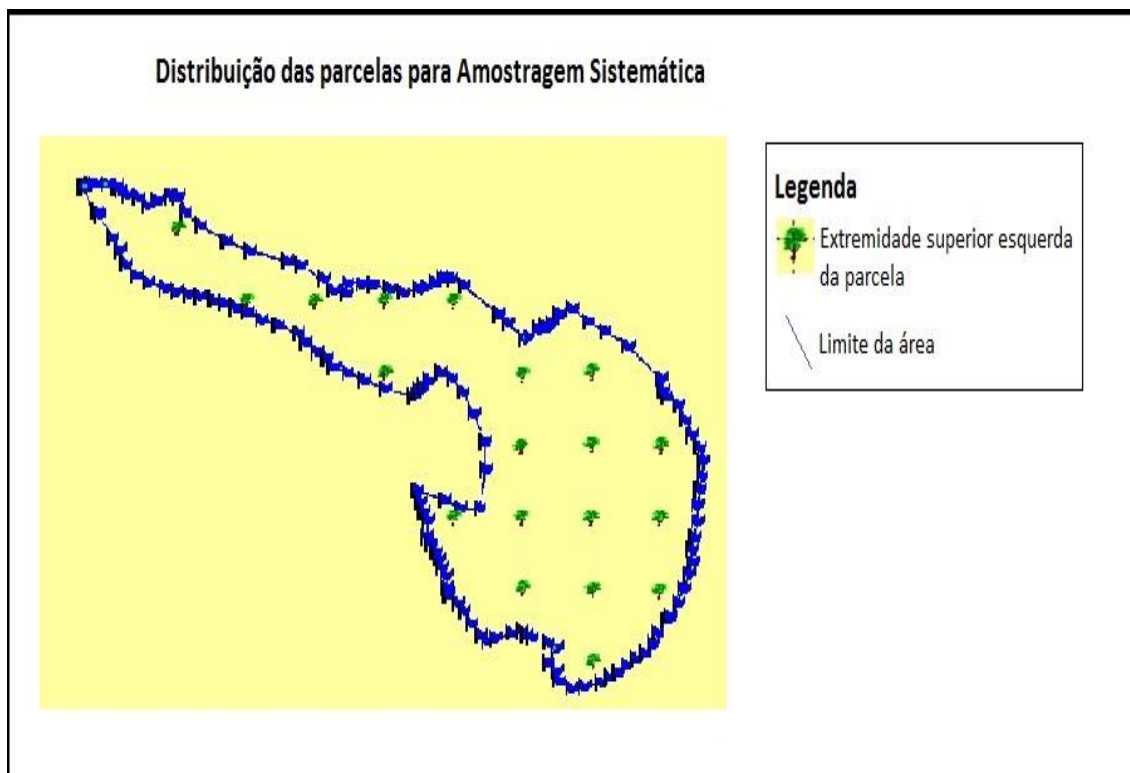 Distribuição das parcelas para Amostragem Sistemática
Legenda
Extremidade superior esquerda
da parcela
Limite da área